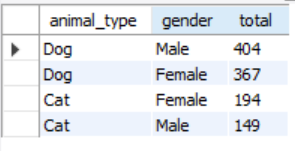 animal_type gender total
Dog Male 404
Dog Female 367
Cat Female 194
Cat Male 149